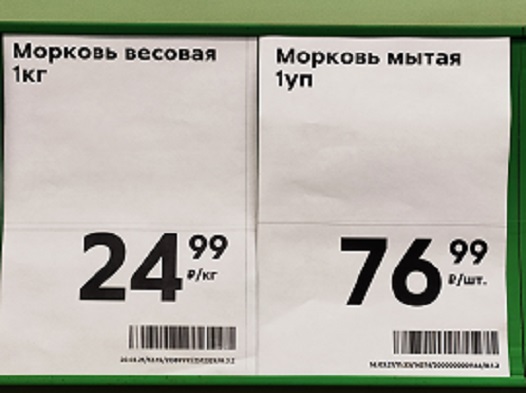 Морковь весовая
1кг
24 99
₽/кг
Морковь мытая
1уп
76 99
₽/шт.